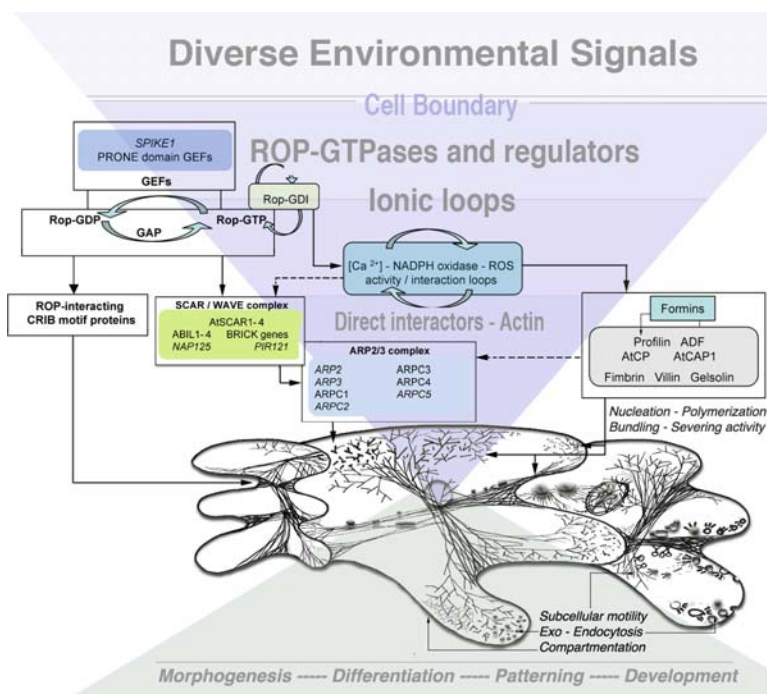 Diverse Environmental Signals
Cell Boundary
SPIKE1
PRONE domain GEFs
GEFs
ROP-GTPases and regulators
Ionic loops
Rop-GDI
Rop-GDP
Rop-GTP
GAP
[Ca 2+] - NADPH oxidase - ROS
activity / interaction loops
ROP-interacting
CRIB motif proteins
SCAR / WAVE complex
AtSCAR1- 4
ABIL1- 4 BRICK genes
NAP125 PIR121
Direct interactors - Actin
Formins
Profilin ADF
AtCP AtCAP1
Fimbrin Villin Gelsolin
ARP2/3 complex
ARP2 ARPC3
ARP3 ARPC4
ARPC1 ARPC5
ARPC2
Nucleation - Polymerization
Bundling - Severing activity
Subcellular motility
Exo - Endocytosis
Compartmentation
Morphogenesis ----- Differentiation ----- Patterning ----- Development